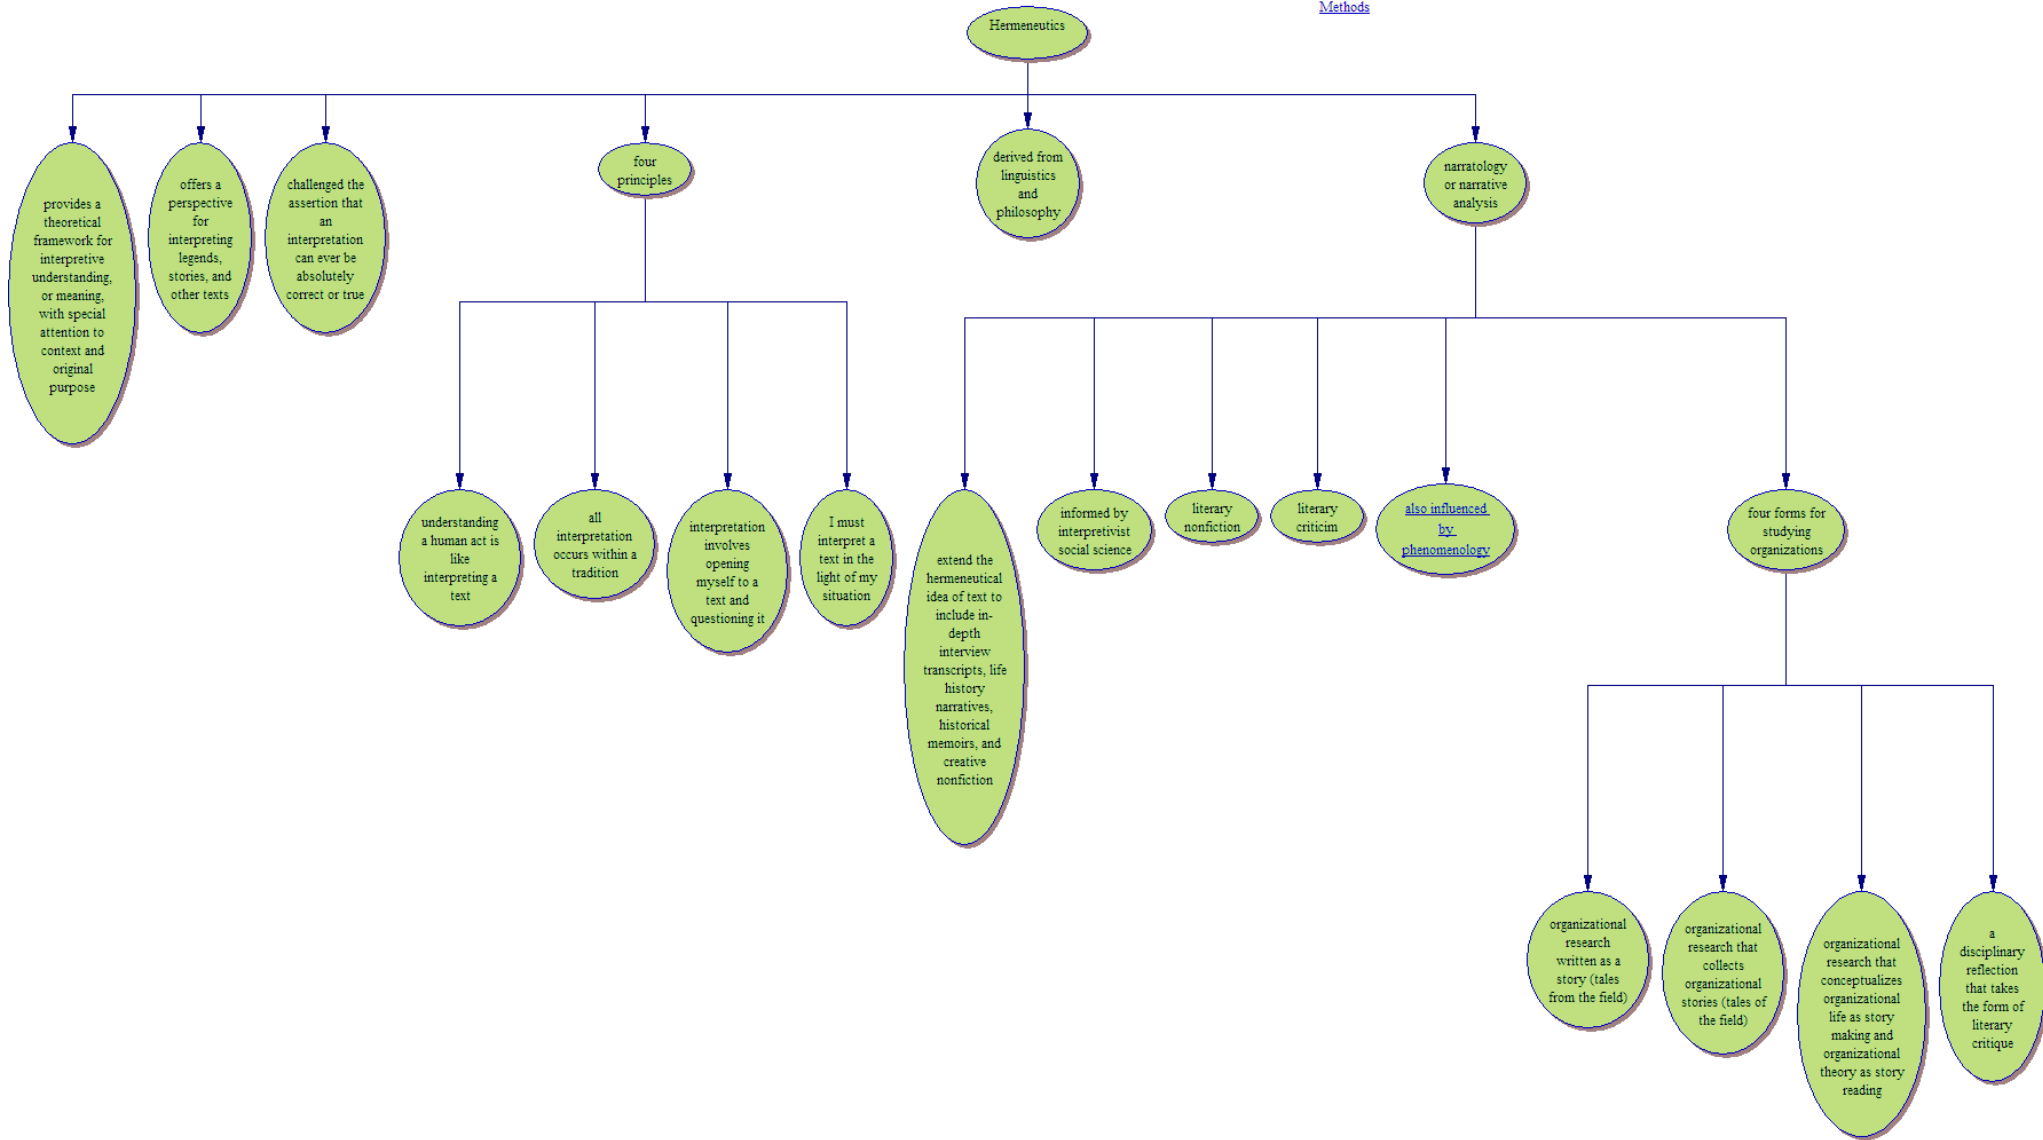 Methods
Hermeneutics
provides a
theoretical
framework for
interpretive
understanding,
or meaning,
with special
attention to
context and
original
purpose
offers a
perspective
for
interpreting
legends,
stories, and
other texts
challenged the
assertion that
an
interpretation
can ever be
absolutely
correct or true
four
principles
derived from
linguistics
and
philosophy
narratology
or narrative
analysis
understanding
a human act is
like
interpreting a
text
all
interpretation
occurs within a
tradition
interpretation
involves
opening
myself to a
text and
questioning it
I must
interpret a
text in the
light of my
situation
extend the
hermeneutical
idea of text to
include in-
depth
interview
transcripts, life
history
narratives,
historical
memoirs, and
creative
nonfiction
informed by
interpretivist
social science
literary
nonfiction
literary
criticim
also influenced
by
phenomenology
four forms for
studying
organizations
organizational
research
written as a
story (tales
from the field)
organizational
research that
collects
organizational
stories (tales of
the field)
organizational
research that
conceptualizes
organizational
life as story
making and
organizational
theory as story
reading
a
disciplinary
reflection
that takes
the form of
literary
critique